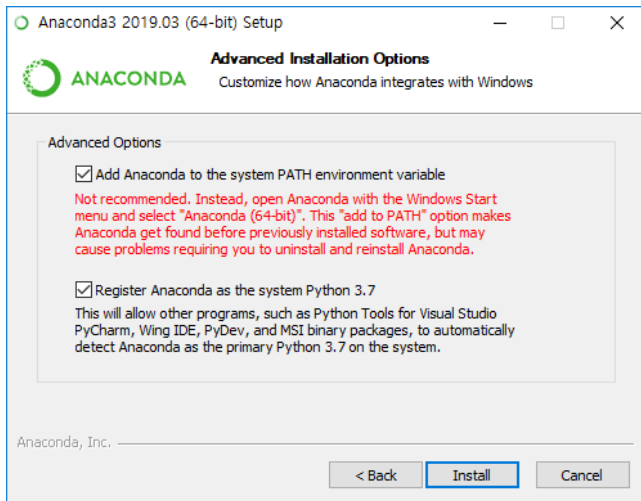 Anaconda3 2019.03 (64-bit) Setup
Advanced Installation Options
ANACONDA
Customize how Anaconda integrates with Windows
Advanced Options
Add Anaconda to the system PATH environment variable
Not recommended. Instead, open Anaconda with the Windows Start
menu and select "Anaconda (64-bit)". This "add to PATH" option makes
Anaconda get found before previously installed software, but may
cause problems requiring you to uninstall and reinstall Anaconda.
Register Anaconda as the system Python 3.7
This will allow other programs, such as Python Tools for Visual Studio
PyCharm, Wing IDE, PyDev, and MSI binary packages, to automatically
detect Anaconda as the primary Python 3.7 on the system.
Anaconda, Inc.
< Back
Install
Cancel